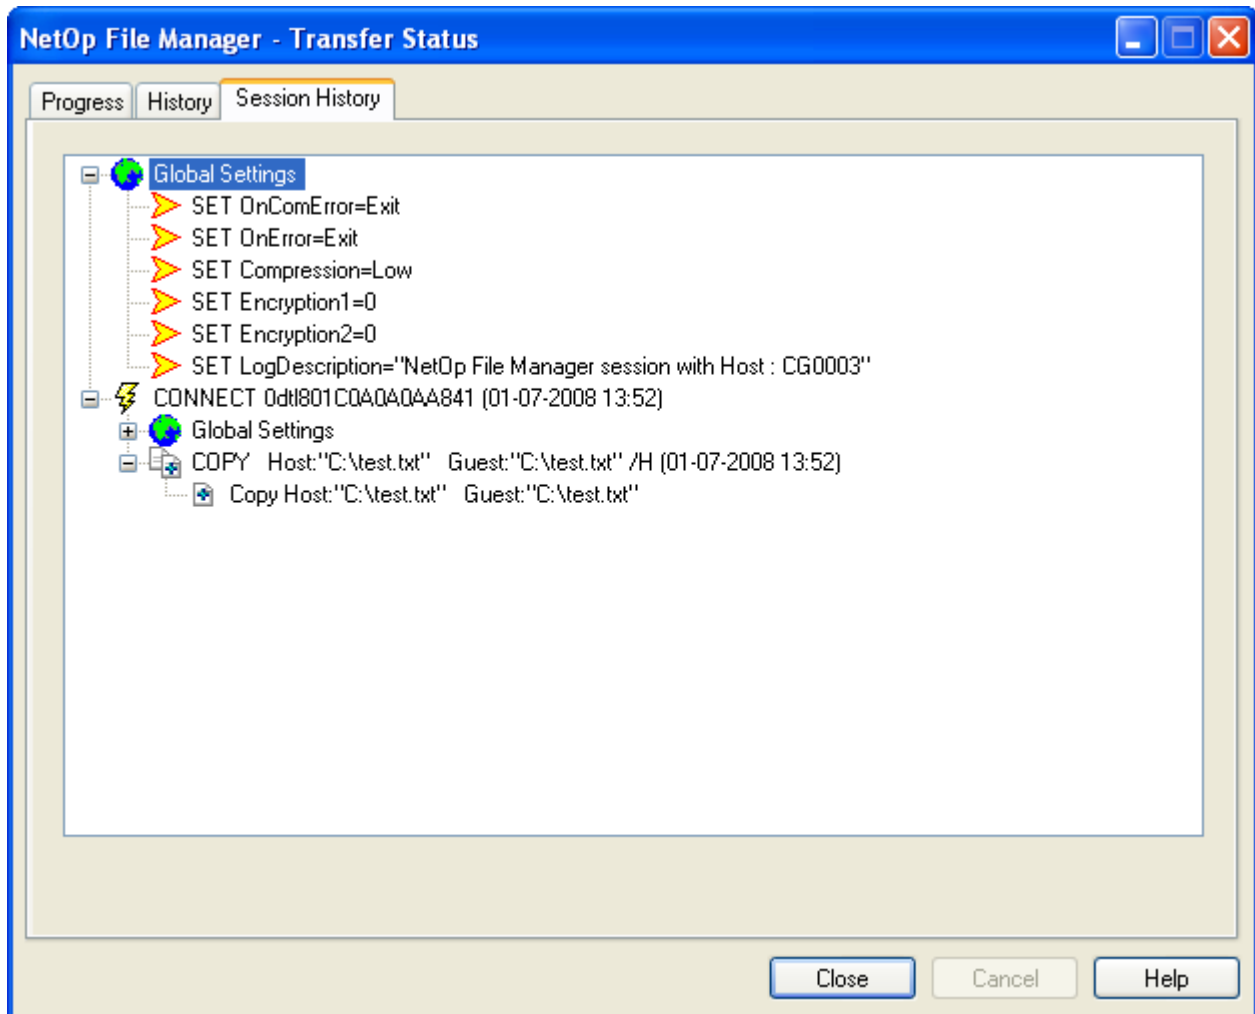 NetOp File Manager - Transfer Status
Progress History Session History
Global Settings
SET OnComError=Exit
SET OnError=Exit
SET Compression=Low
SET Encryption1=0
SET Encryption2=0
SET LogDescription="NetOp File Manager session with Host : CG0003"
CONNECT 0dtl801C0A0A0AA841 (01-07-2008 13:52)
Global Settings
COPY Host:"C:\test.txt" Guest:"C:\test.txt" /H (01-07-2008 13:52)
Copy Host:"C:\test.txt" Guest:"C:\test.txt"
Close Cancel Help